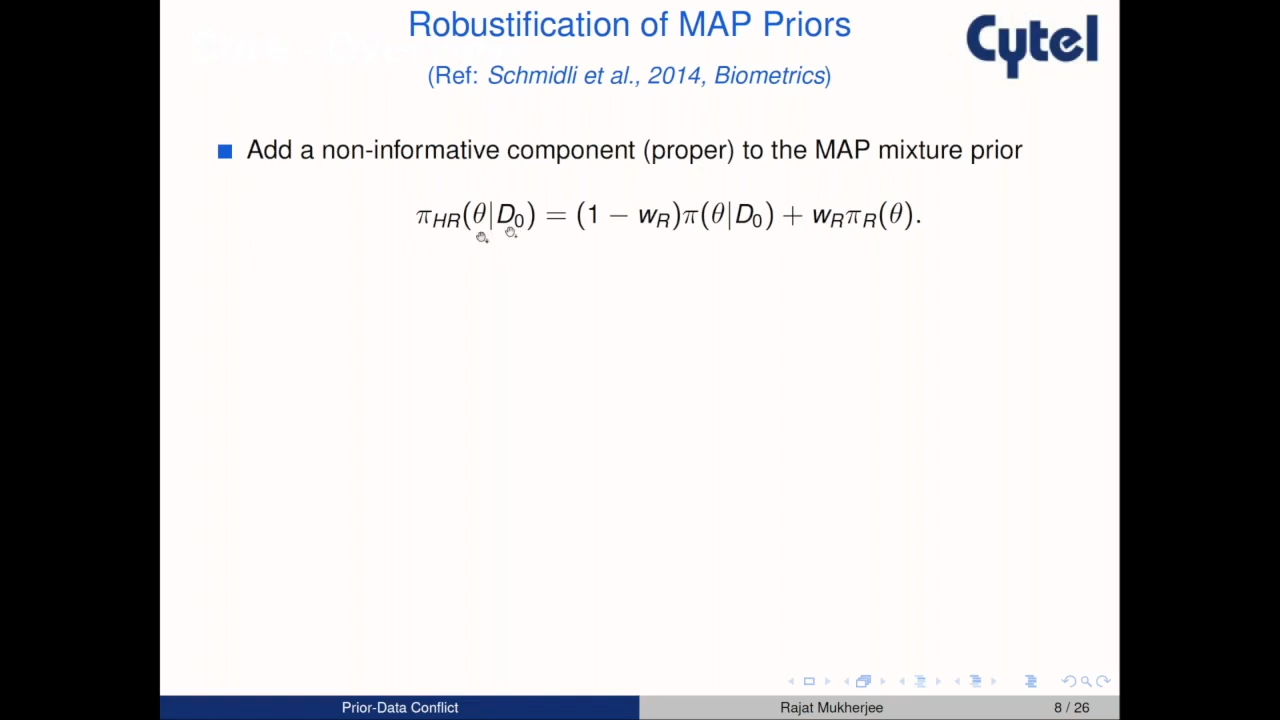 Robustification of MAP Priors
Cytel
(Ref: Schmidli et al., 2014, Biometrics)
Add a non-informative component (proper) to the MAP mixture prior
π_HR(θ|D_0) = (1 − w_R)π(θ|D_0) + w_Rπ_R(θ).
Prior-Data Conflict
Rajat Mukherjee
8 / 26